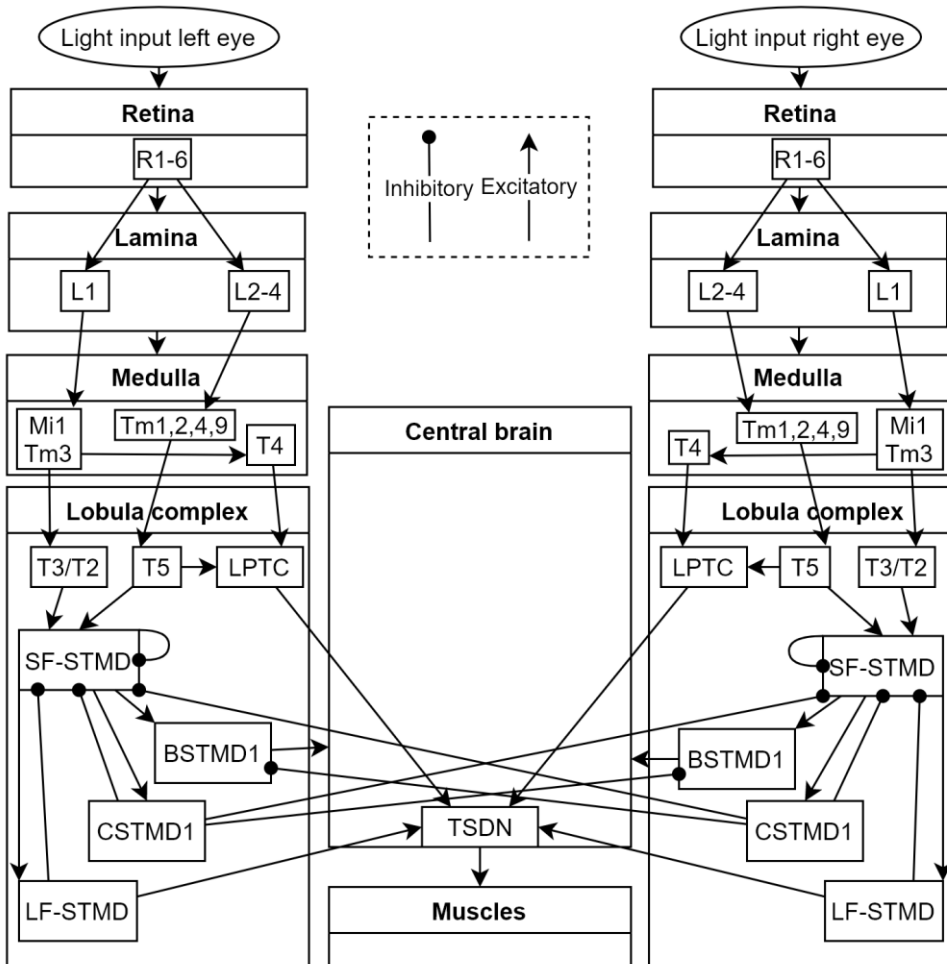 Light input left eye
Light input right eye
Retina
R1-6
Lamina
L1
L2-4
Medulla
Mi1
Tm3
Tm1,2,4,9
T4
Lobula complex
T3/T2
T5
LPTC
SF-STMD
BSTMD1
CSTMD1
LF-STMD
Inhibitory
Excitatory
Central brain
TSDN
Muscles
Retina
R1-6
Lamina
L2-4
L1
Medulla
T4
Tm1,2,4,9
Mi1
Tm3
Lobula complex
LPTC
T5
T3/T2
SF-STMD
BSTMD1
CSTMD1
LF-STMD